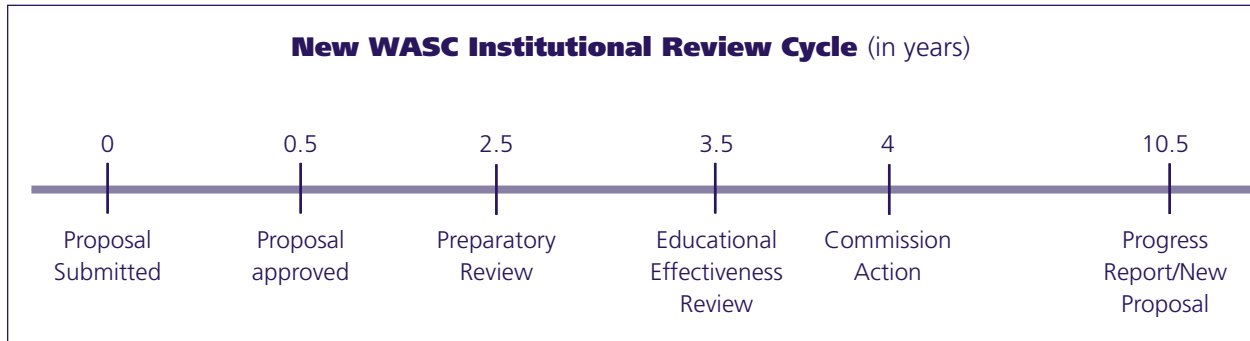 New WASC Institutional Review Cycle (in years)
0 0.5 2.5 3.5 4 10.5
Proposal
Submitted
Proposal
approved
Preparatory
Review
Educational
Effectiveness
Review
Commission
Action
Progress
Report/New
Proposal